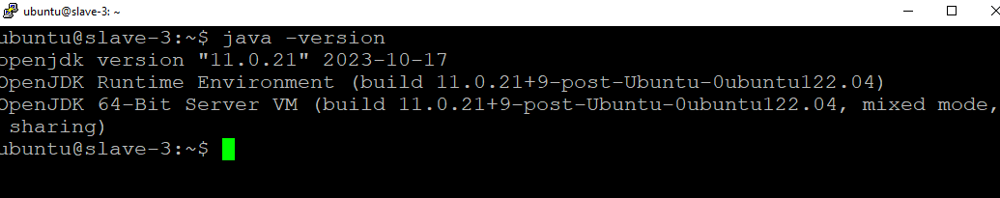 ubuntu@slave-3: ~
ubuntu@slave-3:~$ java -version
openjdk version "11.0.21" 2023-10-17
OpenJDK Runtime Environment (build 11.0.21+9-post-Ubuntu-0ubuntu122.04)
OpenJDK 64-Bit Server VM (build 11.0.21+9-post-Ubuntu-0ubuntu122.04, mixed mode,
 sharing)
ubuntu@slave-3:~$